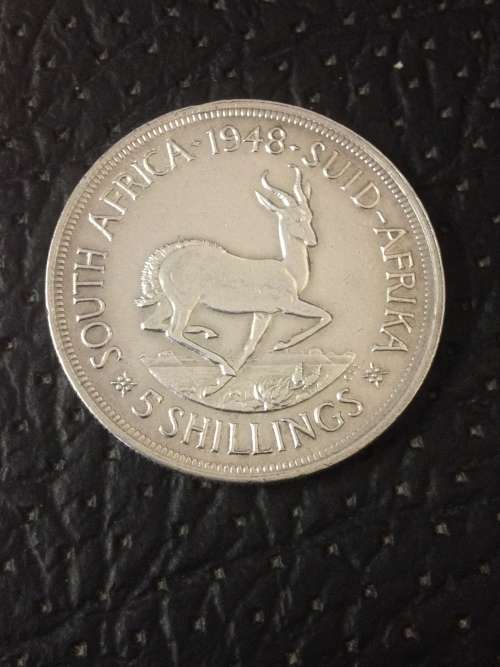 SOUTH AFRICA · 1948 · SUID-AFRIKA
5 SHILLINGS